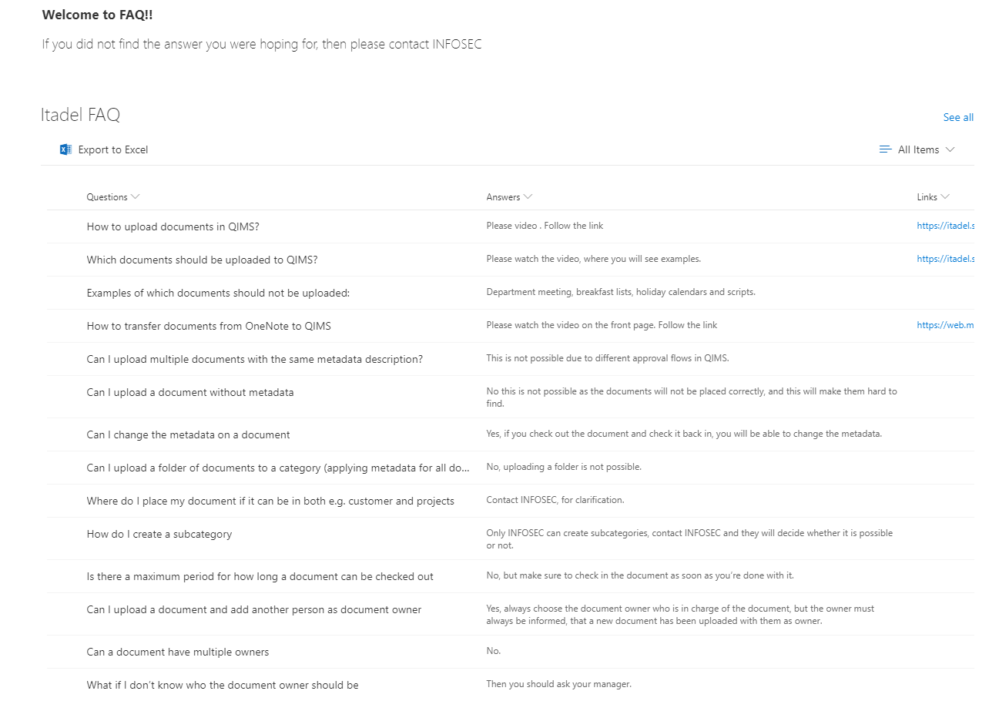 Welcome to FAQ!!
If you did not find the answer you were hoping for, then please contact INFOSEC
Itadel FAQ
See all
Export to Excel
All Items
Questions
Answers
Links
How to upload documents in QIMS?
Please video . Follow the link
https://itadel.s
Which documents should be uploaded to QIMS?
Please watch the video, where you will see examples.
https://itadel.s
Examples of which documents should not be uploaded:
Department meeting, breakfast lists, holiday calendars and scripts.
How to transfer documents from OneNote to QIMS
Please watch the video on the front page. Follow the link
https://web.m
Can I upload multiple documents with the same metadata description?
This is not possible due to different approval flows in QIMS.
Can I upload a document without metadata
No this is not possible as the documents will not be placed correctly, and this will make them hard to
find.
Can I change the metadata on a document
Yes, if you check out the document and check it back in, you will be able to change the metadata.
Can I upload a folder of documents to a category (applying metadata for all do...
No, uploading a folder is not possible.
Where do I place my document if it can be in both e.g. customer and projects
Contact INFOSEC, for clarification.
How do I create a subcategory
Only INFOSEC can create subcategories, contact INFOSEC and they will decide whether it is possible
or not.
Is there a maximum period for how long a document can be checked out
No, but make sure to check in the document as soon as you're done with it.
Can I upload a document and add another person as document owner
Yes, always choose the document owner who is in charge of the document, but the owner must
always be informed, that a new document has been uploaded with them as owner.
Can a document have multiple owners
No.
What if I don't know who the document owner should be
Then you should ask your manager.